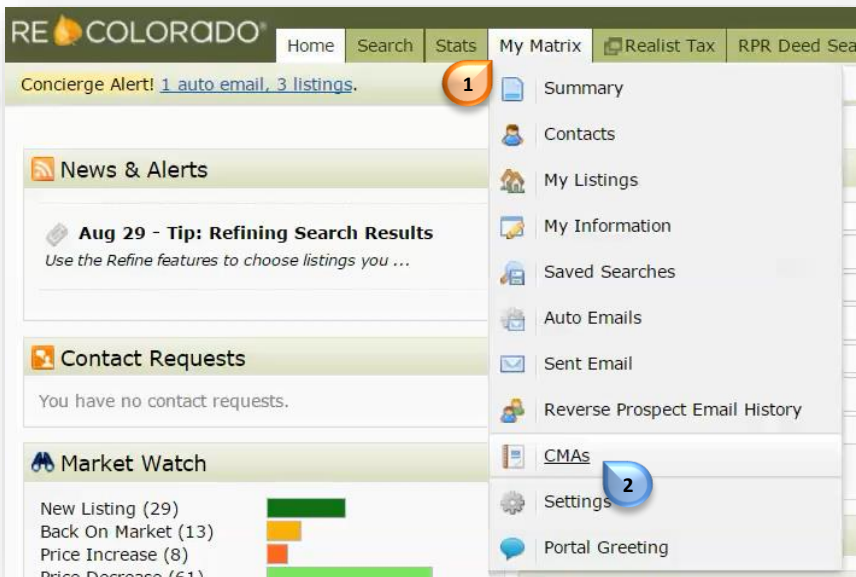 RE COLORADO®
Home Search Stats My Matrix Realist Tax RPR Deed Sea
Concierge Alert! 1 auto email, 3 listings.
1
Summary
Contacts
My Listings
My Information
Saved Searches
Auto Emails
Sent Email
Reverse Prospect Email History
CMAs
2
Settings
Portal Greeting
News & Alerts
Aug 29 - Tip: Refining Search Results
Use the Refine features to choose listings you ...
Contact Requests
You have no contact requests.
Market Watch
New Listing (29)
Back On Market (13)
Price Increase (8)
Price Decrease (61)